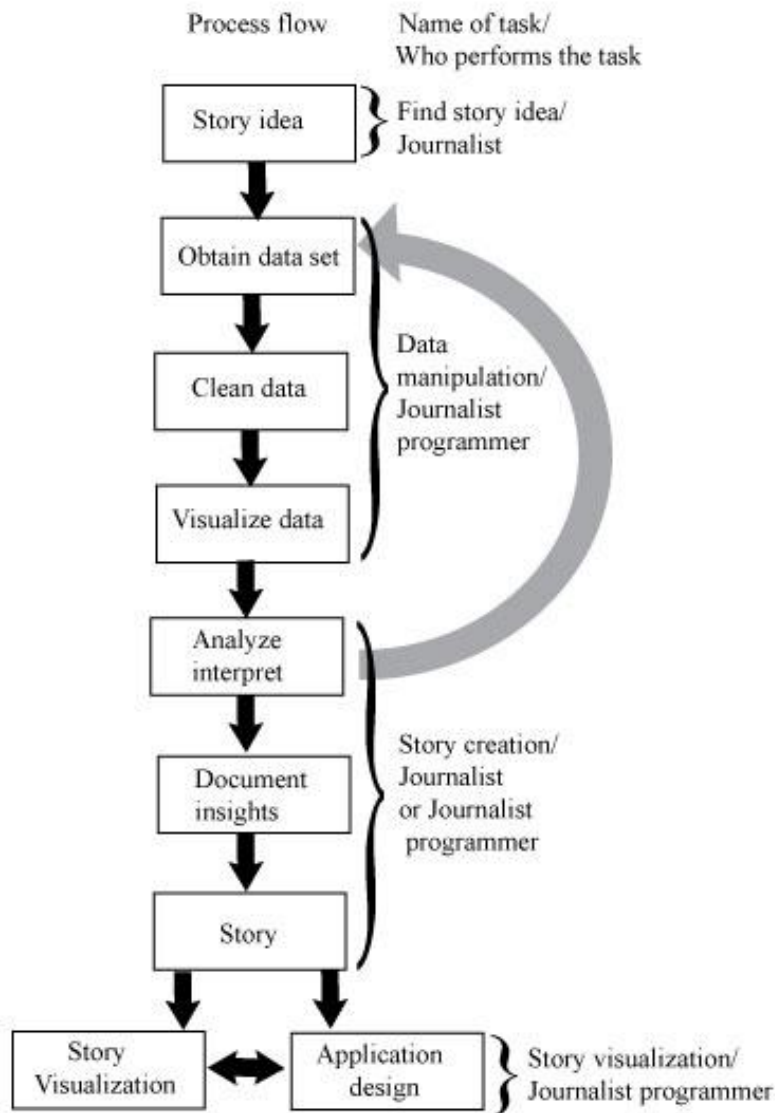 Process flow
Name of task/
Who performs the task
Story idea
Find story idea/
Journalist
Obtain data set
Clean data
Visualize data
Data
manipulation/
Journalist
programmer
Analyze
interpret
Document
insights
Story
Story creation/
Journalist
or Journalist
programmer
Story
Visualization
Application
design
Story visualization/
Journalist programmer